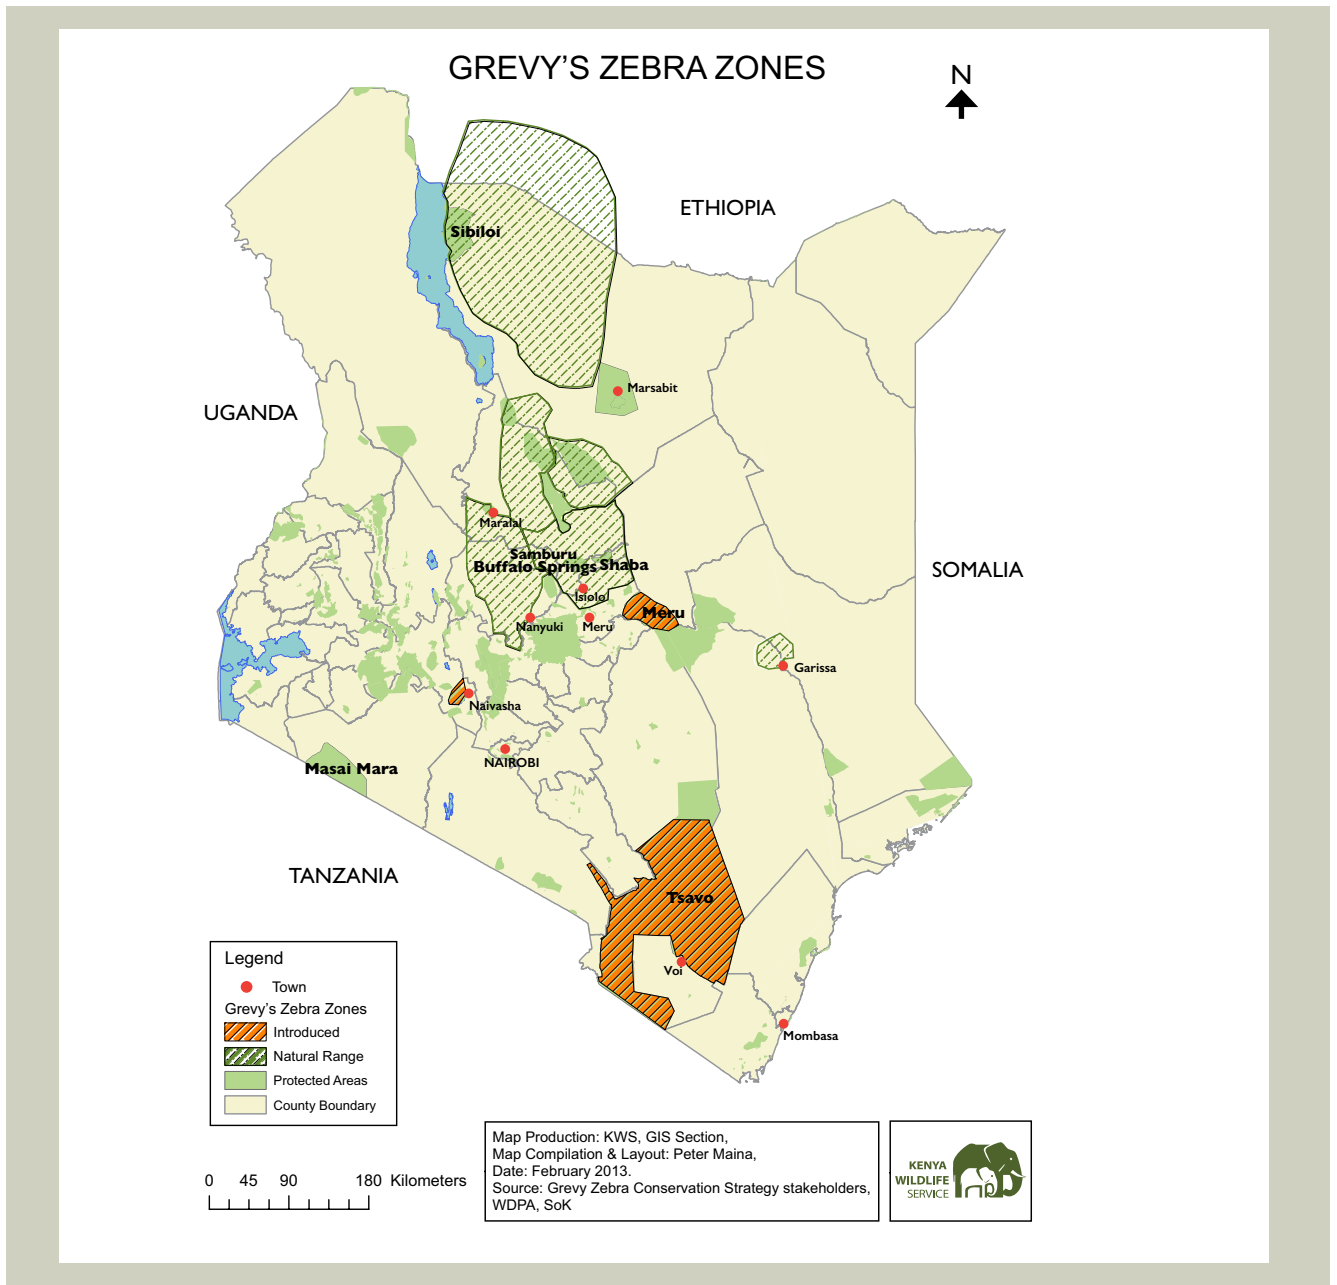 GREVY'S ZEBRA ZONES
N
ETHIOPIA
Sibiloi
Marsabit
UGANDA
Maralal
Samburu
Buffalo Springs
Shaba
SOMALIA
Isiolo
Meru
Nanyuki
Meru
Garissa
Naivasha
NAIROBI
Masai Mara
TANZANIA
Tsavo
Voi
Mombasa
Legend
Town
Grevy's Zebra Zones
Introduced
Natural Range
Protected Areas
County Boundary
0 45 90 180 Kilometers
Map Production: KWS, GIS Section,
Map Compilation & Layout: Peter Maina,
Date: February 2013.
Source: Grevy Zebra Conservation Strategy stakeholders,
WDPA, SoK
KENYA
WILDLIFE
SERVICE